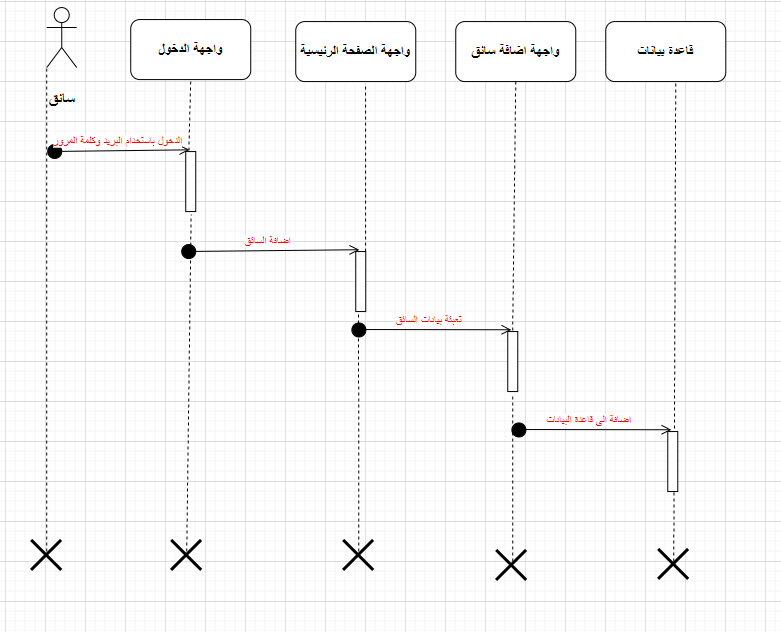 واجهة الدخول
واجهة الصفحة الرئيسية
واجهة اضافة سائق
قاعدة بيانات
سائق
الدخول باستخدام البريد وكلمة المرور
اضافة السائق
تعبئة بيانات السائق
اضافة الى قاعدة البيانات